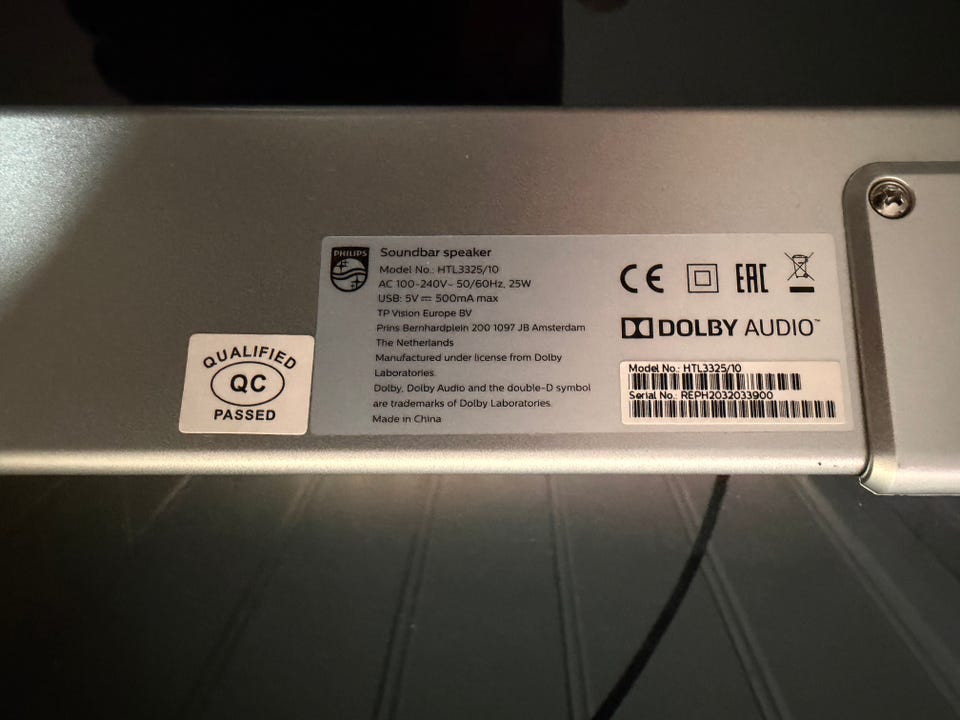 QUALIFIED
QC
PASSED
PHILIPS
Soundbar speaker
Model No.: HTL3325/10
AC 100-240V~ 50/60Hz, 25W
USB: 5V ⎓ 500mA max
TP Vision Europe BV
Prins Bernhardplein 200 1097 JB Amsterdam
The Netherlands
Manufactured under license from Dolby
Laboratories.
Dolby, Dolby Audio and the double-D symbol
are trademarks of Dolby Laboratories.
Made in China
CE EAC
DOLBY AUDIO™
Model No.: HTL3325/10
Serial No.: REPH2032033900